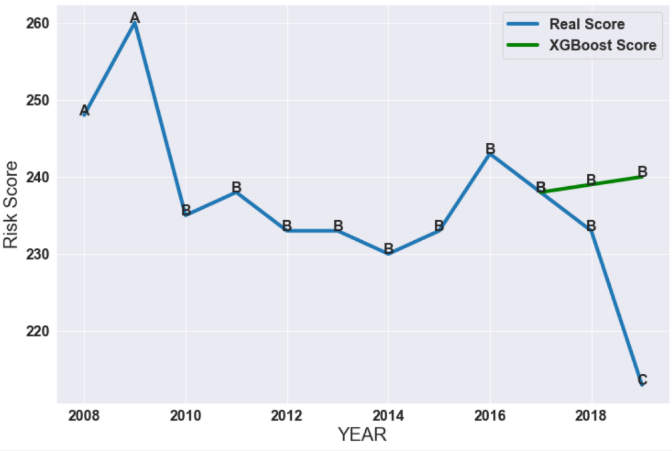 Real Score
XGBoost Score
260
250
240
230
220
Risk Score
A
A
B
B
B
B
B
B
B
B
B
C
B
B
2008
2010
2012
2014
2016
2018
YEAR